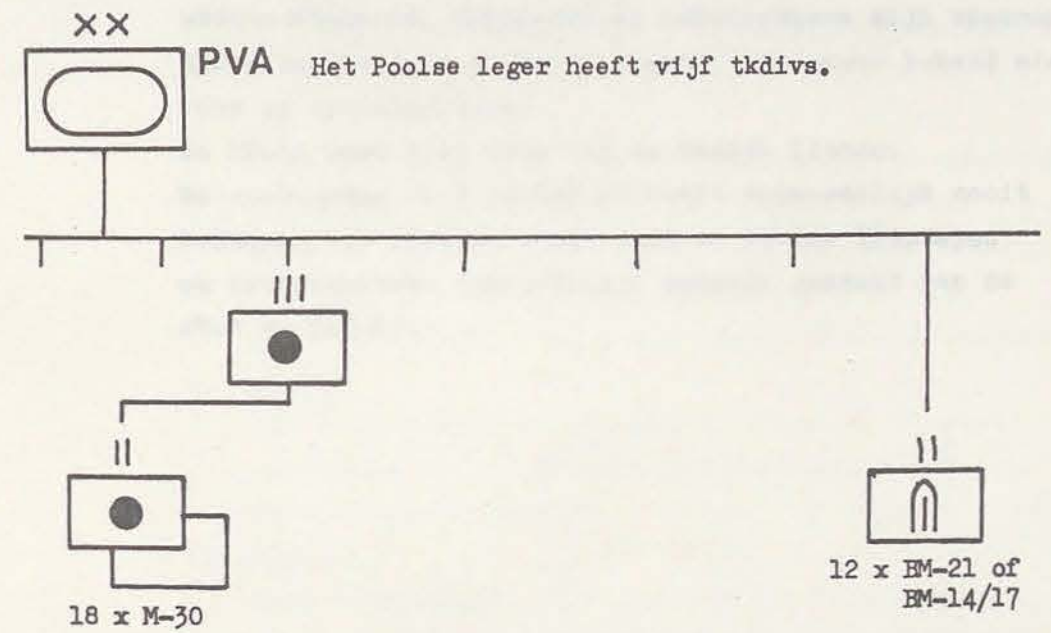 XX
PVA Het Poolse leger heeft vijf tkdivs.
III
II
II
18 x M-30
12 x BM-21 of
BM-14/17